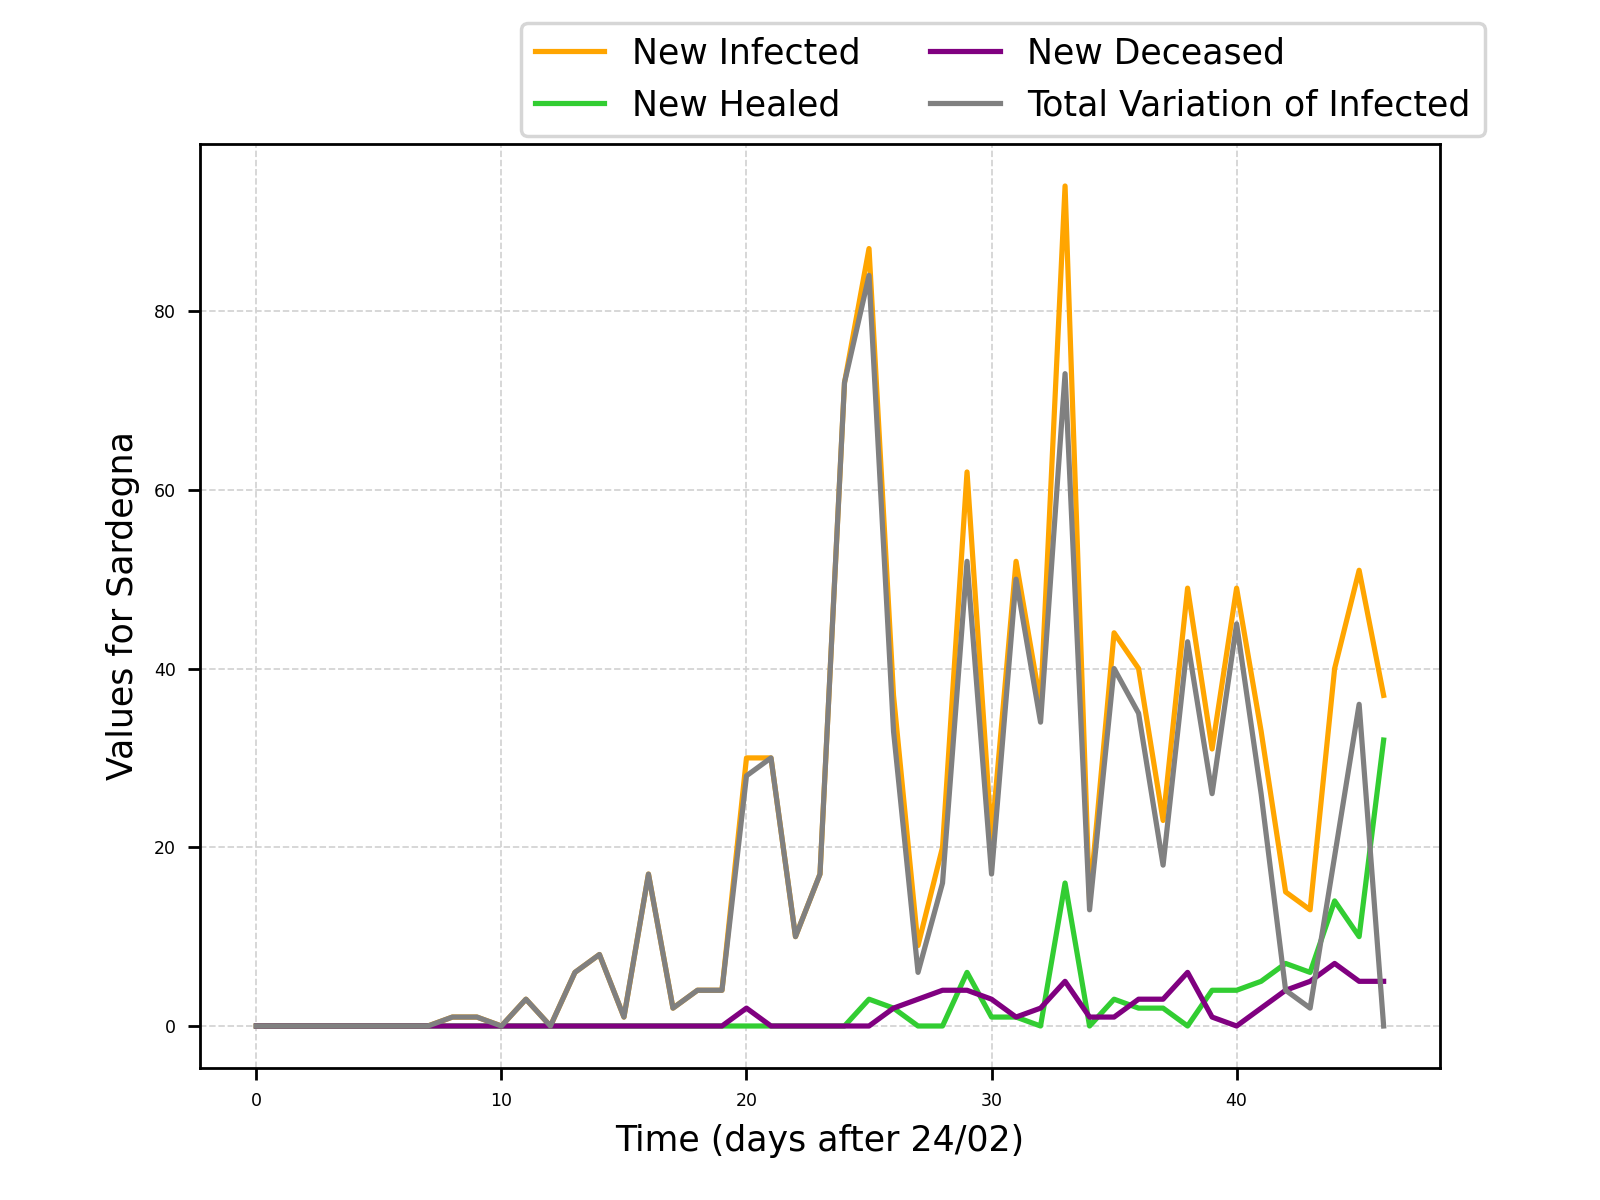 New Infected
New Healed
New Deceased
Total Variation of Infected
Values for Sardegna
80
60
40
20
0
0 10 20 30 40
Time (days after 24/02)